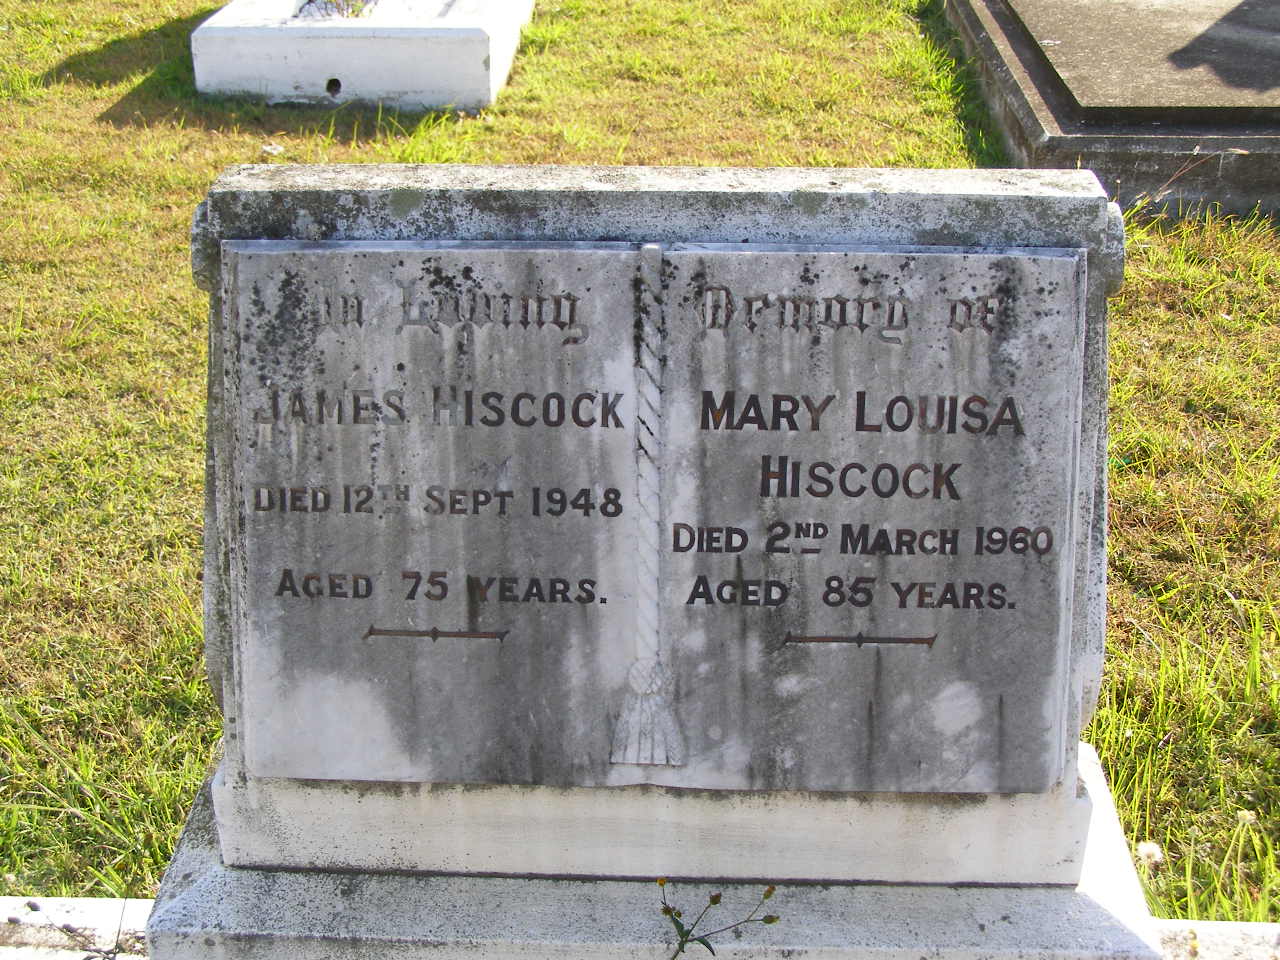 In Loving Memory of
JAMES HISCOCK
DIED 12TH SEPT 1948
AGED 75 YEARS.
MARY LOUISA
HISCOCK
DIED 2ND MARCH 1960
AGED 85 YEARS.